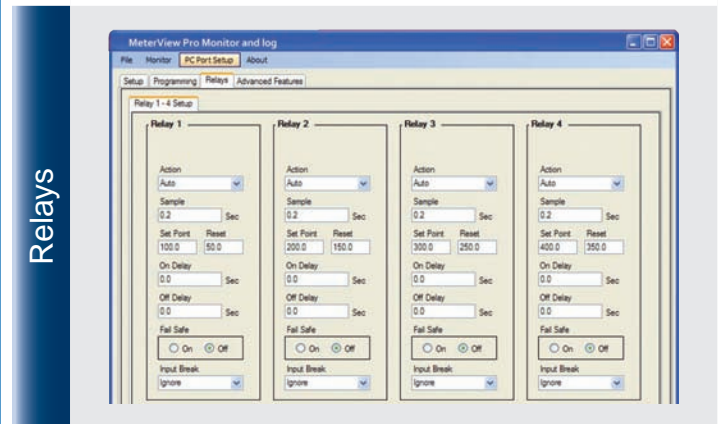 Relays
MeterView Pro Monitor and log
File Monitor PC Port Setup About
Setup Programming Relays Advanced Features
Relay 1 - 4 Setup
Relay 1 Relay 2 Relay 3 Relay 4
Action Action Action Action
Auto Auto Auto Auto
Sample Sample Sample Sample
0.2 Sec 0.2 Sec 0.2 Sec 0.2 Sec
Set Point Reset Set Point Reset Set Point Reset Set Point Reset
100.0 50.0 200.0 150.0 300.0 250.0 400.0 350.0
On Delay On Delay On Delay On Delay
0.0 Sec 0.0 Sec 0.0 Sec 0.0 Sec
Off Delay Off Delay Off Delay Off Delay
0.0 Sec 0.0 Sec 0.0 Sec 0.0 Sec
Fail Safe Fail Safe Fail Safe Fail Safe
On Off On Off On Off On Off
Input Break Input Break Input Break Input Break
Ignore Ignore Ignore Ignore